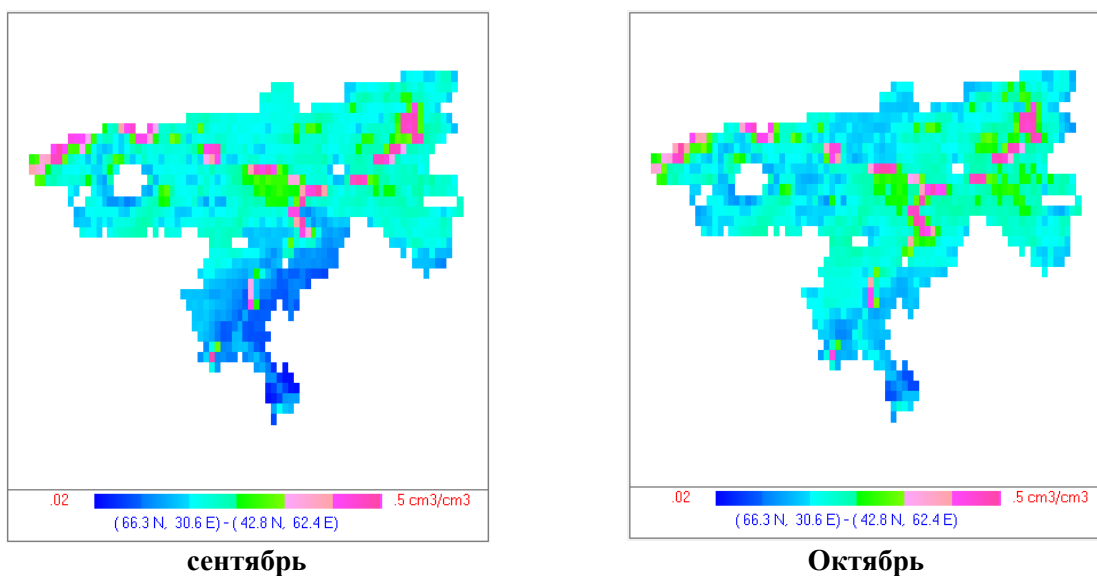 .02 .5 cm3/cm3
(66.3 N, 30.6 E) - (42.8 N, 62.4 E)
сентябрь
.02 .5 cm3/cm3
(66.3 N, 30.6 E) - (42.8 N, 62.4 E)
Октябрь